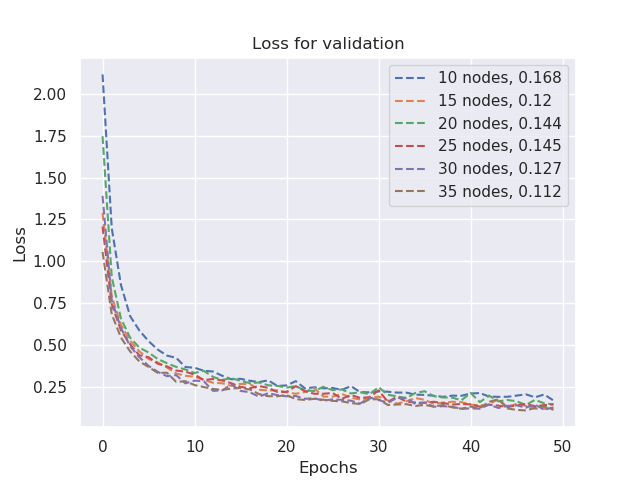 Loss for validation
Loss
2.00
1.75
1.50
1.25
1.00
0.75
0.50
0.25
10 nodes, 0.168
15 nodes, 0.12
20 nodes, 0.144
25 nodes, 0.145
30 nodes, 0.127
35 nodes, 0.112
0 10 20 30 40 50
Epochs